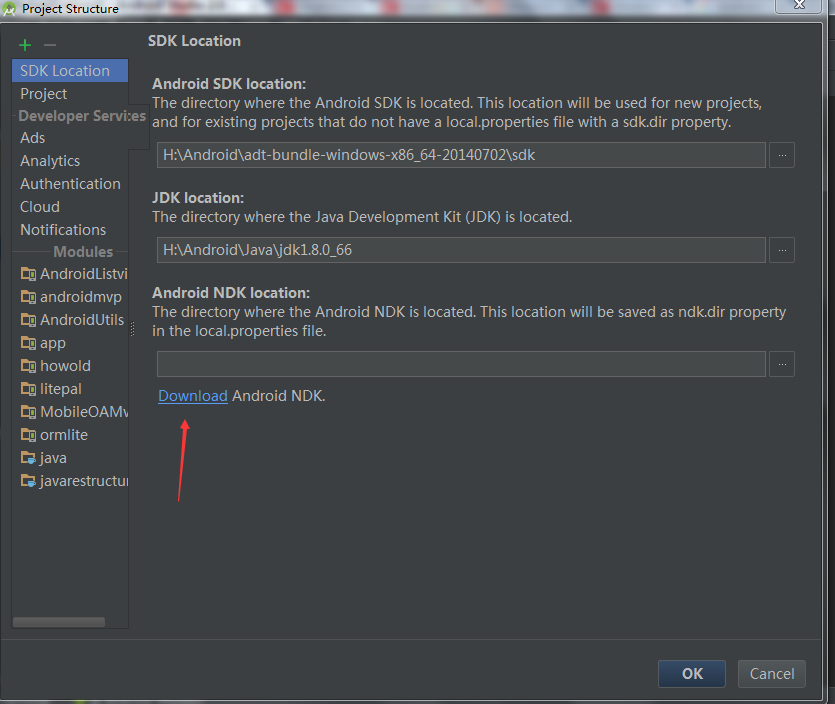 Project Structure
SDK Location
Project
Developer Services
Ads
Analytics
Authentication
Cloud
Notifications
Modules
AndroidListvi
androidmvp
AndroidUtils
app
howold
litepal
MobileOAMv
ormlite
java
javarestructur
SDK Location
Android SDK location:
The directory where the Android SDK is located. This location will be used for new projects,
and for existing projects that do not have a local.properties file with a sdk.dir property.
H:\Android\adt-bundle-windows-x86_64-20140702\sdk
...
JDK location:
The directory where the Java Development Kit (JDK) is located.
H:\Android\Java\jdk1.8.0_66
...
Android NDK location:
The directory where the Android NDK is located. This location will be saved as ndk.dir property
in the local.properties file.
...
Download Android NDK.
OK
Cancel